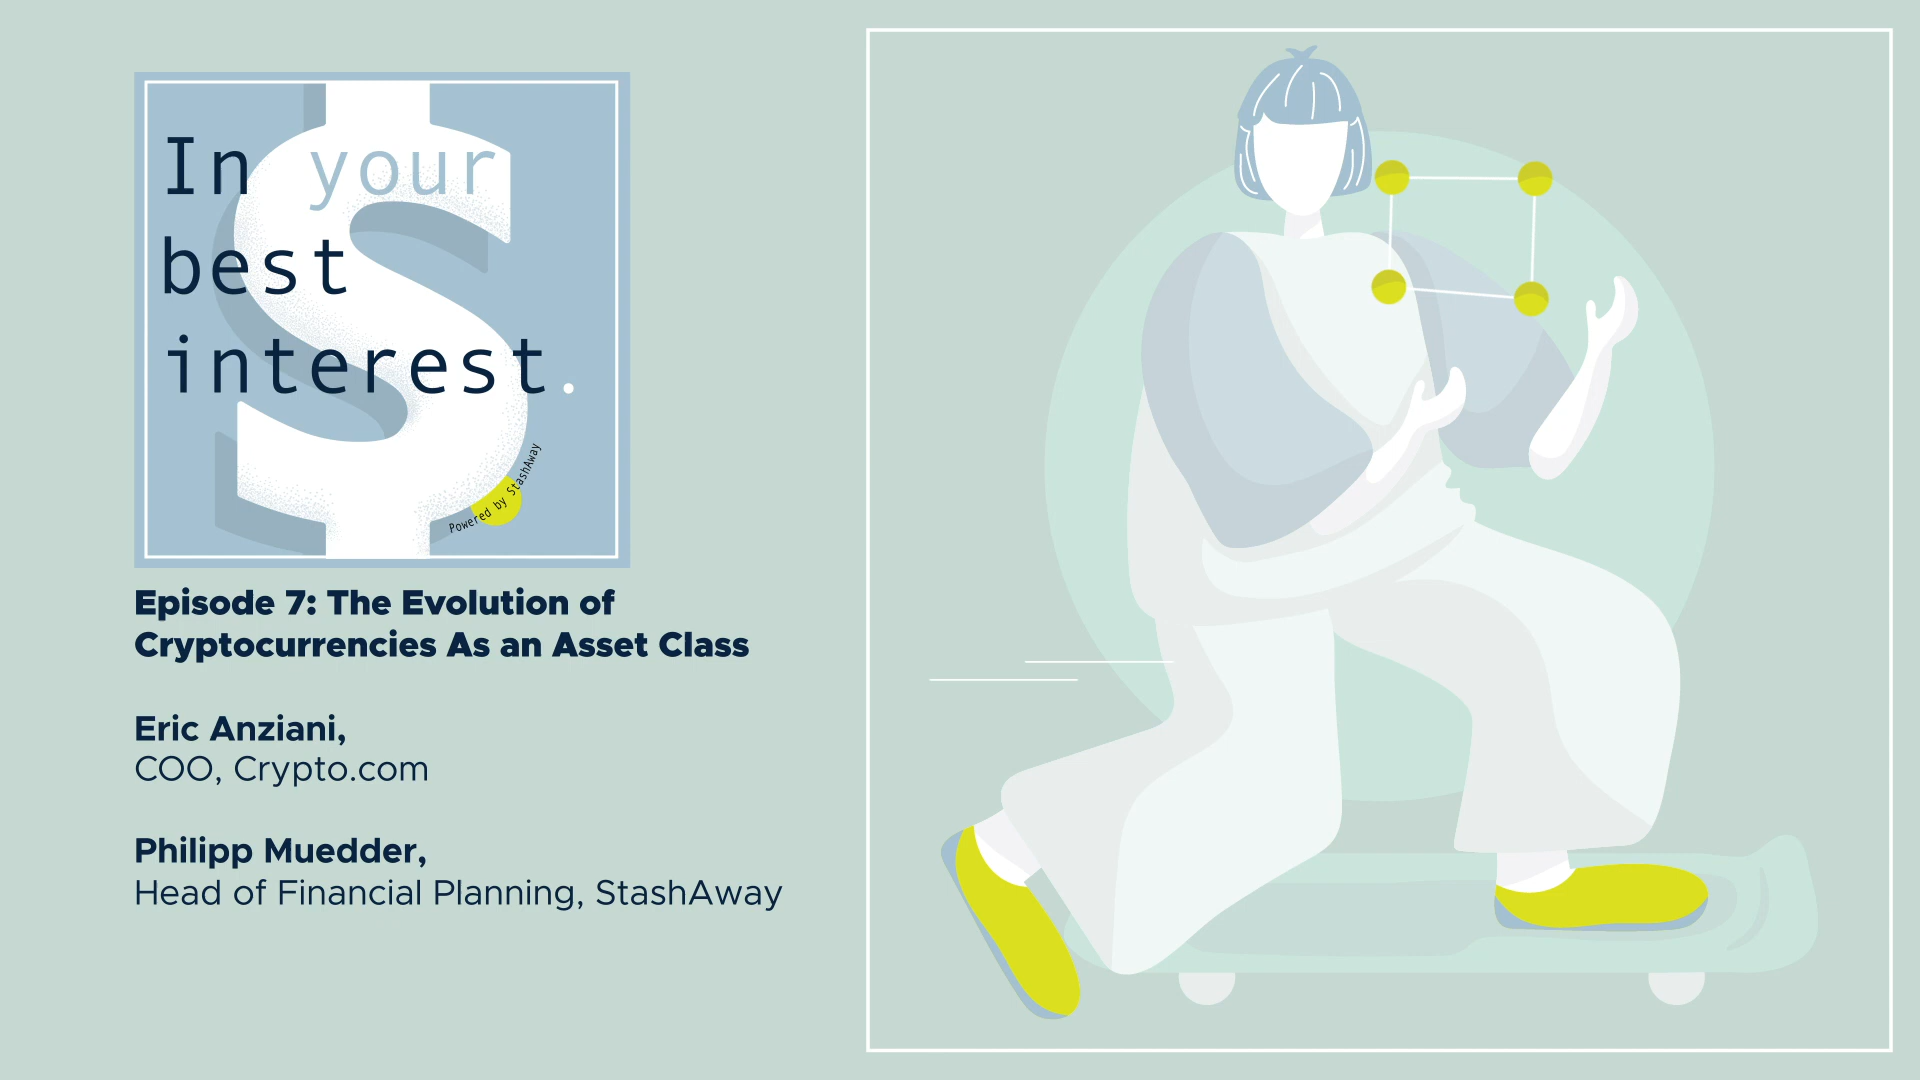 In your
best
interest.
Powered by StashAway
Episode 7: The Evolution of
Cryptocurrencies As an Asset Class
Eric Anziani,
COO, Crypto.com
Philipp Muedder,
Head of Financial Planning, StashAway